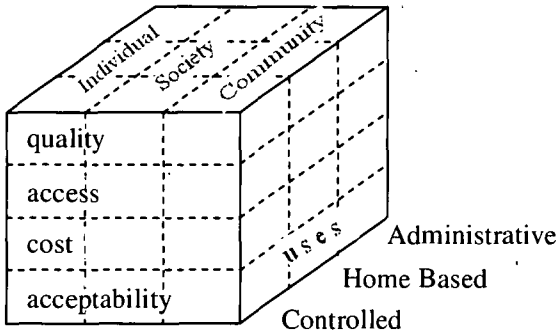 Individual
Society
Community
quality
access
cost
acceptability
uses
Administrative
Home Based
Controlled